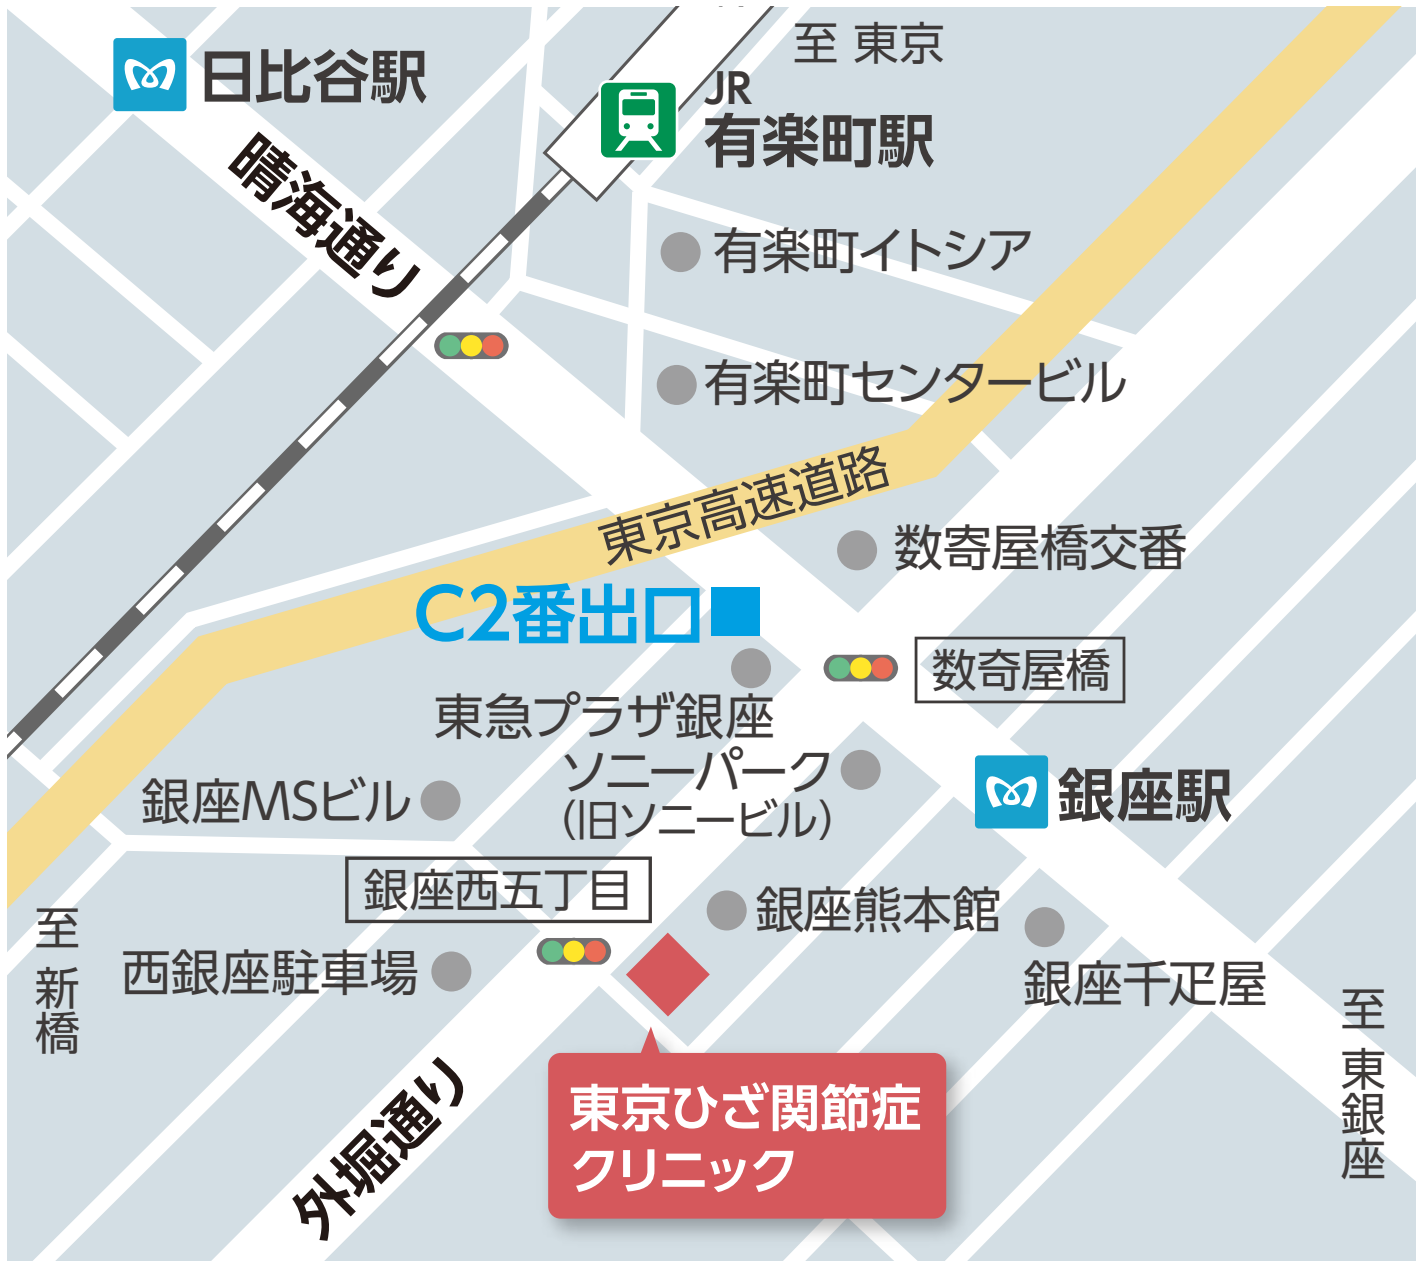 至 東京
日比谷駅
JR
有楽町駅
晴海通り
有楽町イトシア
有楽町センタービル
東京高速道路
数寄屋橋交番
C2番出口
数寄屋橋
東急プラザ銀座
ソニーパーク
(旧ソニービル)
銀座MSビル
銀座駅
銀座西五丁目
銀座熊本館
西銀座駐車場
銀座千疋屋
至 新橋
至 東銀座
外堀通り
東京ひざ関節症
クリニック